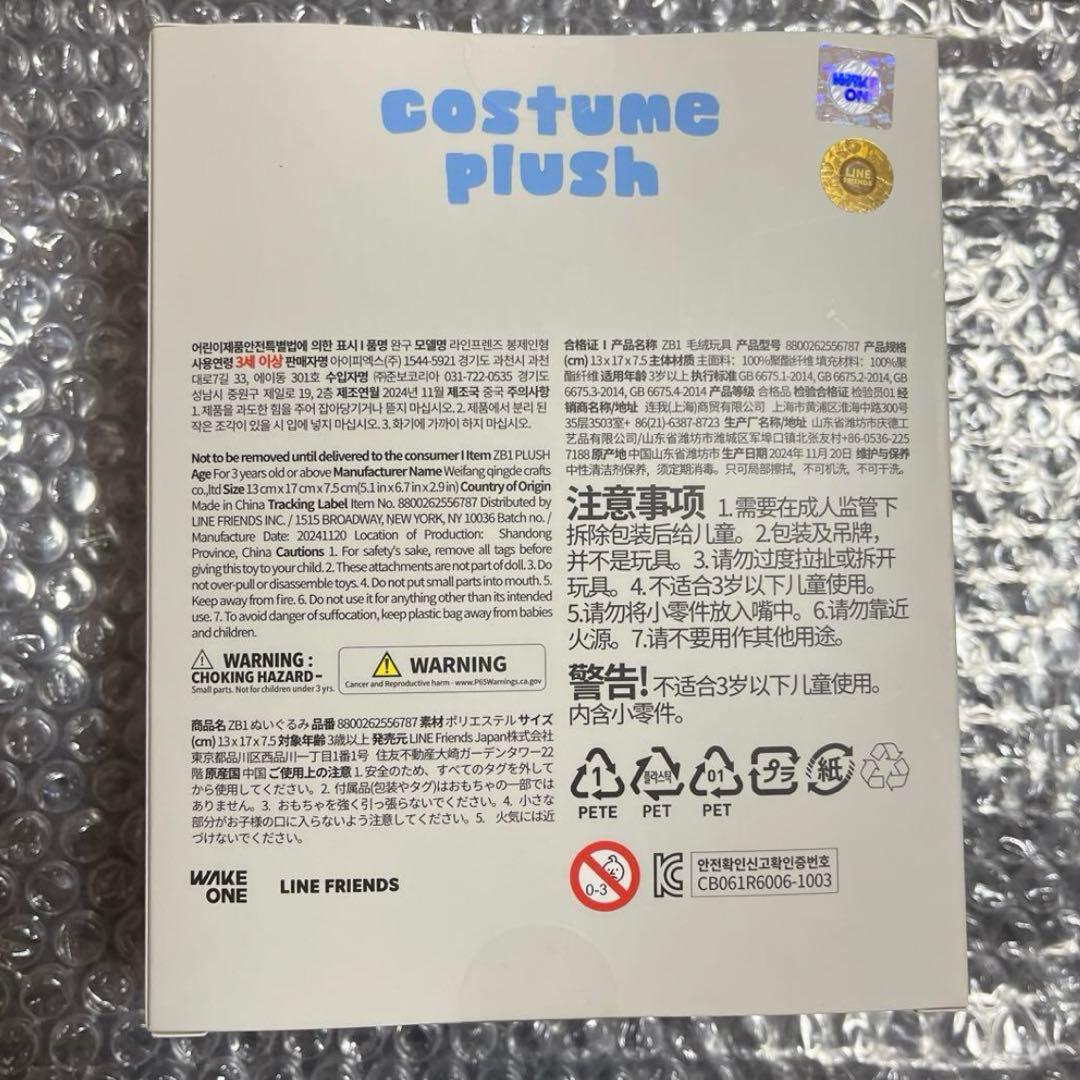 costume
plush
WAKE
ONE
LINE
FRIENDS
어린이제품안전특별법에 의한 표시 I 품명 완구 모델명 라인프렌즈 봉제인형
사용연령 3세 이상 판매자명 아이피엑스(주) 1544-5921 경기도 과천시 과천
대로7길 33, 에이동 301호 수입자명 ㈜준보코리아 031-722-0535 경기도
성남시 중원구 제일로 19, 2층 제조연월 2024년 11월 제조국 중국 주의사항
1. 제품을 과도한 힘을 주어 잡아당기거나 뜯지 마십시오. 2. 제품에서 분리 된
작은 조각이 있을 시 입에 넣지 마십시오. 3. 화기에 가까이 하지 마십시오.
Not to be removed until delivered to the consumer I Item ZB1 PLUSH
Age For 3 years old or above Manufacturer Name Weifang qingde crafts
co.,ltd Size 13 cm x 17 cm x 7.5 cm(5.1 in x 6.7 in x 2.9 in) Country of Origin
Made in China Tracking Label Item No. 8800262556787 Distributed by
LINE FRIENDS INC. / 1515 BROADWAY, NEW YORK, NY 10036 Batch no. /
Manufacture Date: 20241120 Location of Production: Shandong
Province, China Cautions 1. For safety's sake, remove all tags before
giving this toy to your child. 2. These attachments are not part of doll. 3. Do
not over-pull or disassemble toys. 4. Do not put small parts into mouth. 5.
Keep away from fire. 6. Do not use it for anything other than its intended
use. 7. To avoid danger of suffocation, keep plastic bag away from babies
and children.
WARNING :
CHOKING HAZARD–
Small parts. Not for children under 3 yrs.
WARNING
Cancer and Reproductive harm - www.P65Warnings.ca.gov
商品名 ZB1 ぬいぐるみ 品番 8800262556787 素材 ポリエステル サイズ
(cm) 13 x 17 x 7.5 対象年齢 3歳以上 発売元 LINE Friends Japan株式会社
東京都品川区西品川一丁目1番1号 住友不動産大崎ガーデンタワー22
階 原産国 中国 ご使用上の注意 1. 安全のため、すべてのタグを外して
から使用してください。2. 付属品(包装やタグ)はおもちゃの一部では
ありません。3. おもちゃを強く引っ張らないでください。4. 小さな
部分がお子様の口に入らないよう注意してください。5. 火気には近
づけないでください。
WAKE
ONE
LINE FRIENDS
合格证 I 产品名称 ZB1 毛绒玩具 产品型号 8800262556787 产品规格
(cm) 13 x 17 x 7.5 主体材质 主面料：100%聚酯纤维 填充材料：100%聚
酯纤维 适用年龄 3岁以上 执行标准 GB 6675.1-2014, GB 6675.2-2014, GB
6675.3-2014, GB 6675.4-2014 产品等级 合格品 检验合格证 检验员01 经
销商名称/地址 连我(上海)商贸有限公司 上海市黄浦区淮海中路300号
35层3503室+ 86(21)-6387-8723 生产厂名称/地址 山东省潍坊市庆德工
艺品有限公司/山东省潍坊市潍城区军埠口镇北张友村+86-0536-225
7188 原产地 中国山东省潍坊市 生产日期 2024年 11月 20日 维护与保养
中性清洁剂保养，须定期消毒。只可局部擦拭，不可机洗，不可干洗。
注意事项 1.需要在成人监管下
拆除包装后给儿童。2.包装及吊牌，
并不是玩具。3.请勿过度拉扯或拆开
玩具。4.不适合3岁以下儿童使用。
5.请勿将小零件放入嘴中。6.请勿靠近
火源。7.请不要用作其他用途。
警告! 不适合3岁以下儿童使用。
内含小零件。
1 플라스틱 01 プラ 紙
PETE PET PET
0-3
안전확인신고확인증번호
CB061R6006-1003